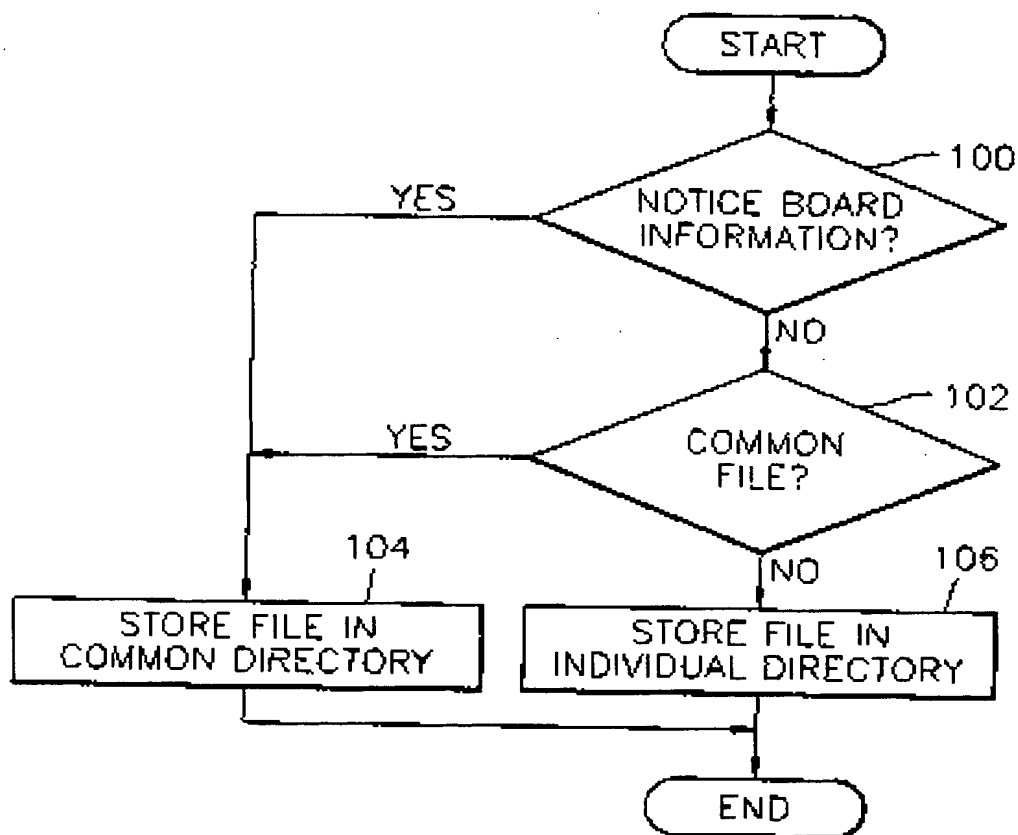 START
100
YES
NOTICE BOARD
INFORMATION?
NO
102
YES
COMMON
FILE?
104
NO
106
STORE FILE IN
COMMON DIRECTORY
STORE FILE IN
INDIVIDUAL DIRECTORY
END